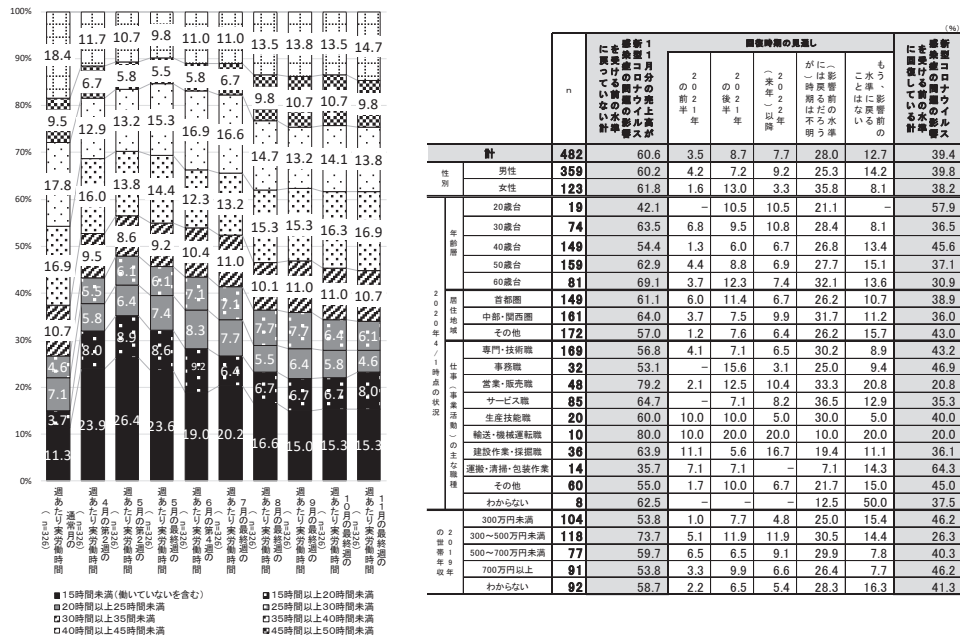 100%
90%
80%
70%
60%
50%
40%
30%
20%
10%
0%
18.4 11.7 10.7 9.8 11.0 11.0 13.5 13.8 13.5 14.7
9.5 6.7 5.8 5.5 5.8 6.7 9.8 10.7 10.7 9.8
17.8 12.9 13.2 15.3 16.9 16.6 14.7 13.2 14.1 13.8
16.9 16.0 13.8 14.4 12.3 13.2 15.3 15.3 16.3 16.9
10.7 9.5 8.6 9.2 10.4 11.0 10.1 11.0 11.0 10.7
4.6 5.5 6.1 6.1 7.1 7.1 7.7 7.7 6.4 6.1
7.1 5.8 6.4 7.4 8.3 7.7 5.5 6.4 5.8 4.6
3.7 8.0 8.9 8.6 9.2 6.4 6.7 6.7 6.7 8.0
11.3 23.9 26.4 23.6 19.0 20.2 16.6 15.0 15.3 15.3
通常月の週あたり実労働時間(n=326)
4月の第2週の週あたり実労働時間(n=326)
5月の第2週の週あたり実労働時間(n=326)
5月の最終週の週あたり実労働時間(n=326)
6月の第4週の週あたり実労働時間(n=326)
7月の最終週の週あたり実労働時間(n=326)
8月の最終週の週あたり実労働時間(n=326)
9月の最終週の週あたり実労働時間(n=326)
10月の最終週の週あたり実労働時間(n=326)
11月の最終週の週あたり実労働時間(n=326)
■15時間未満(働いていないを含む) 15時間以上20時間未満
20時間以上25時間未満 25時間以上30時間未満
30時間以上35時間未満 35時間以上40時間未満
40時間以上45時間未満 45時間以上50時間未満
(%)
n
11月分の売上高が新型コロナウイルス感染症の問題の影響を受ける前の水準に戻っていない計
回復時期の見通し
2021年の前半
2021年の後半
2022年(来年)以降
(影響前の水準には戻るだろうが)時期は不明
もう、影響前の水準に戻ることはない
新型コロナウイルス感染症の問題の影響を受ける前の水準に回復している計
計 482 60.6 3.5 8.7 7.7 28.0 12.7 39.4
2020年4/1時点の状況
性別
男性 359 60.2 4.2 7.2 9.2 25.3 14.2 39.8
女性 123 61.8 1.6 13.0 3.3 35.8 8.1 38.2
年齢層
20歳台 19 42.1 － 10.5 10.5 21.1 － 57.9
30歳台 74 63.5 6.8 9.5 10.8 28.4 8.1 36.5
40歳台 149 54.4 1.3 6.0 6.7 26.8 13.4 45.6
50歳台 159 62.9 4.4 8.8 6.9 27.7 15.1 37.1
60歳台 81 69.1 3.7 12.3 7.4 32.1 13.6 30.9
居住地域
首都圏 149 61.1 6.0 11.4 6.7 26.2 10.7 38.9
中部・関西圏 161 64.0 3.7 7.5 9.9 31.7 11.2 36.0
その他 172 57.0 1.2 7.6 6.4 26.2 15.7 43.0
仕事(事業活動)の主な職種
専門・技術職 169 56.8 4.1 7.1 6.5 30.2 8.9 43.2
事務職 32 53.1 － 15.6 3.1 25.0 9.4 46.9
営業・販売職 48 79.2 2.1 12.5 10.4 33.3 20.8 20.8
サービス職 85 64.7 － 7.1 8.2 36.5 12.9 35.3
生産技能職 20 60.0 10.0 10.0 5.0 30.0 5.0 40.0
輸送・機械運転職 10 80.0 10.0 20.0 20.0 10.0 20.0 20.0
建設作業・採掘職 36 63.9 11.1 5.6 16.7 19.4 11.1 36.1
運搬・清掃・包装作業 14 35.7 7.1 7.1 － 7.1 14.3 64.3
その他 60 55.0 1.7 10.0 6.7 21.7 15.0 45.0
わからない 8 62.5 － － － 12.5 50.0 37.5
2019年の世帯年収
300万円未満 104 53.8 1.0 7.7 4.8 25.0 15.4 46.2
300～500万円未満 118 73.7 5.1 11.9 11.9 30.5 14.4 26.3
500～700万円未満 77 59.7 6.5 6.5 9.1 29.9 7.8 40.3
700万円以上 91 53.8 3.3 9.9 6.6 26.4 7.7 46.2
わからない 92 58.7 2.2 6.5 5.4 28.3 16.3 41.3